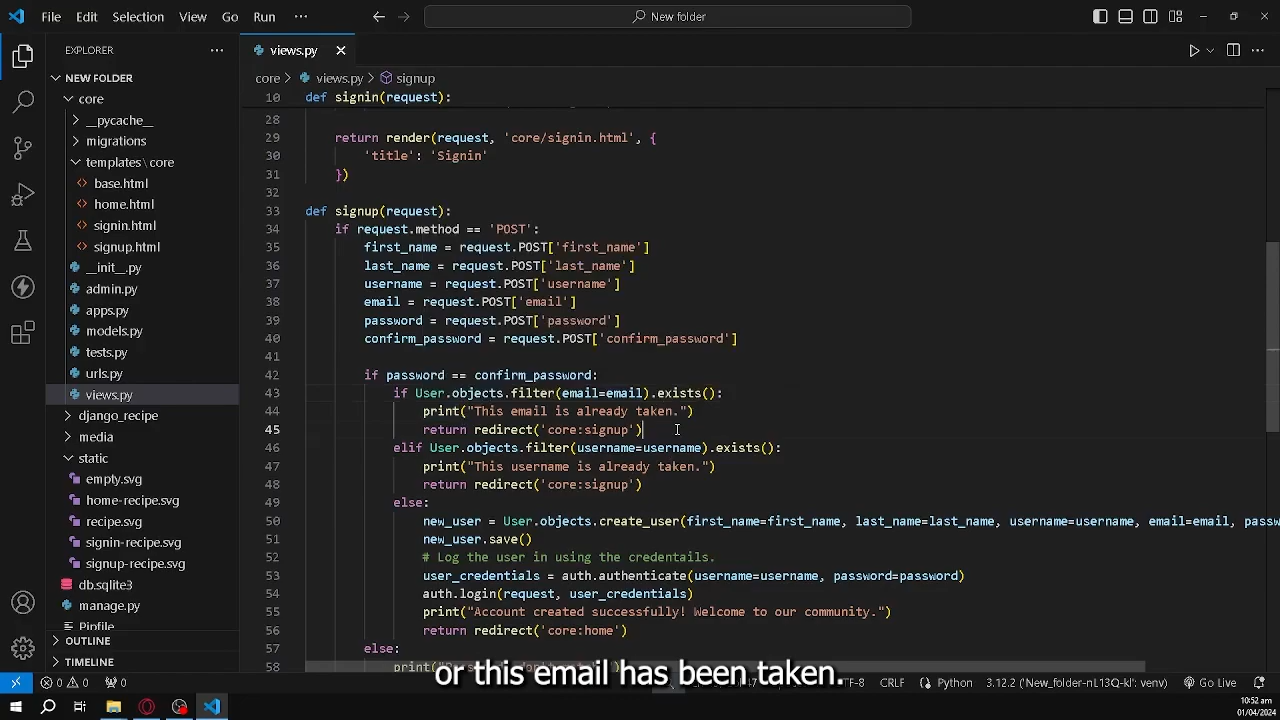 File Edit Selection View Go Run ··· New folder
EXPLORER ···
NEW FOLDER
core
__pycache__
migrations
templates\core
base.html
home.html
signin.html
signup.html
__init__.py
admin.py
apps.py
models.py
tests.py
urls.py
views.py
django_recipe
media
static
empty.svg
home-recipe.svg
recipe.svg
signin-recipe.svg
signup-recipe.svg
db.sqlite3
manage.py
Pipfile
OUTLINE
TIMELINE
views.py
core > views.py > signup
10 def signin(request):
28
29 return render(request, 'core/signin.html', {
30 'title': 'Signin'
31 })
32
33 def signup(request):
34 if request.method == 'POST':
35 first_name = request.POST['first_name']
36 last_name = request.POST['last_name']
37 username = request.POST['username']
38 email = request.POST['email']
39 password = request.POST['password']
40 confirm_password = request.POST['confirm_password']
41
42 if password == confirm_password:
43 if User.objects.filter(email=email).exists():
44 print("This email is already taken.")
45 return redirect('core:signup')
46 elif User.objects.filter(username=username).exists():
47 print("This username is already taken.")
48 return redirect('core:signup')
49 else:
50 new_user = User.objects.create_user(first_name=first_name, last_name=last_name, username=username, email=email, passw
51 new_user.save()
52 # Log the user in using the credentails.
53 user_credentials = auth.authenticate(username=username, password=password)
54 auth.login(request, user_credentials)
55 print("Account created successfully! Welcome to our community.")
56 return redirect('core:home')
57 else:
58
or this email has been taken.
0 0 0 CRLF Python 3.12.2 ('New_folder-nL13Q-kl': venv) Go Live
10:52 am
01/04/2024